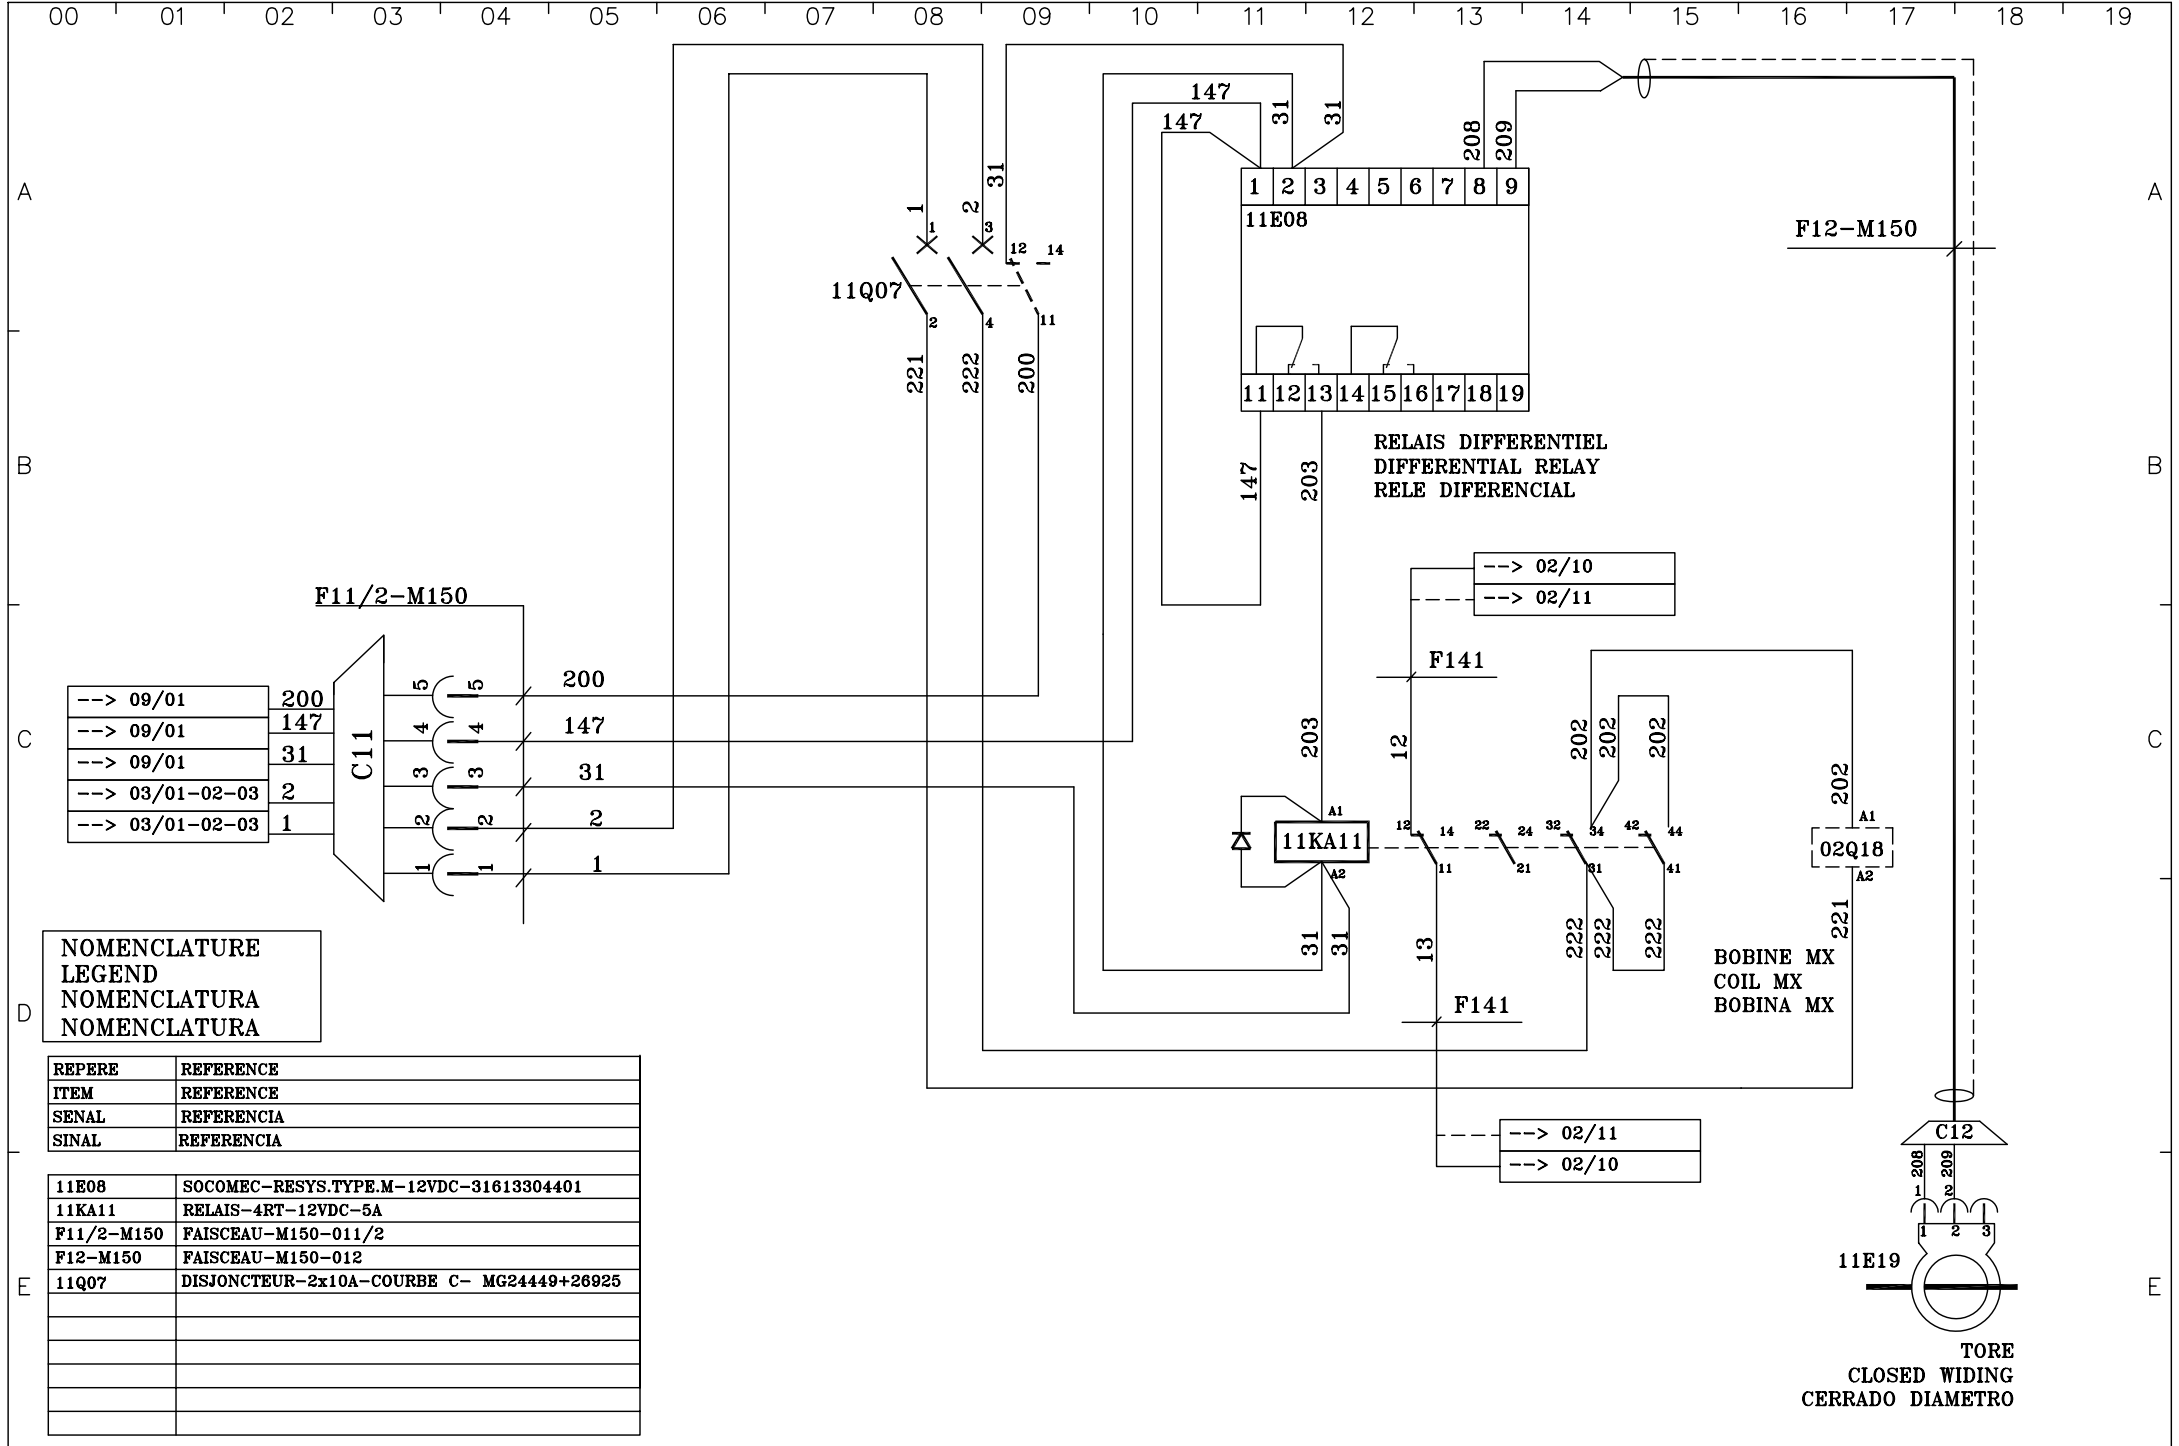 00 01 02 03 04 05 06 07 08 09 10 11 12 13 14 15 16 17 18 19
A
B
C
D
E
A
B
C
E
147
147
31
31
208
209
31
1
2
1
3
12
14
11Q07
2
4
11
221
222
200
1 2 3 4 5 6 7 8 9
11E08
11 12 13 14 15 16 17 18 19
RELAIS DIFFERENTIEL
DIFFERENTIAL RELAY
RELE DIFERENCIAL
F12-M150
147
203
--> 02/10
--> 02/11
F141
F11/2-M150
--> 09/01 200
--> 09/01 147
--> 09/01 31
--> 03/01-02-03 2
--> 03/01-02-03 1
C11
5 5 200
4 4 147
3 3 31
2 2 2
1 1 1
203
12
202
202
202
202
A1
11KA11
A2
12 14
11
22 24
21
32 34
31
42 44
41
A1
02Q18
A2
31
31
13
222
222
222
221
BOBINE MX
COIL MX
BOBINA MX
F141
--> 02/11
--> 02/10
NOMENCLATURE
LEGEND
NOMENCLATURA
NOMENCLATURA
REPERE REFERENCE
ITEM REFERENCE
SENAL REFERENCIA
SINAL REFERENCIA
11E08 SOCOMEC-RESYS.TYPE.M-12VDC-31613304401
11KA11 RELAIS-4RT-12VDC-5A
F11/2-M150 FAISCEAU-M150-011/2
F12-M150 FAISCEAU-M150-012
11Q07 DISJONCTEUR-2x10A-COURBE C- MG24449+26925
C12
208
209
1 2
1 2 3
11E19
TORE
CLOSED WIDING
CERRADO DIAMETRO